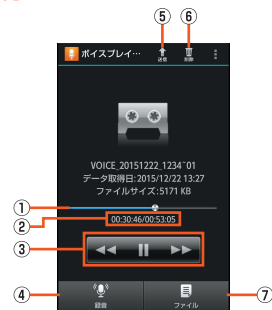 ⑤ ⑥
ボイスプレイ… 送信 削除
VOICE_20151222_1234~01
データ取得日:2015/12/22 13:27
ファイルサイズ:5171 KB
①
② 00:30:46/00:53:05
③
④ 録音 ファイル ⑦